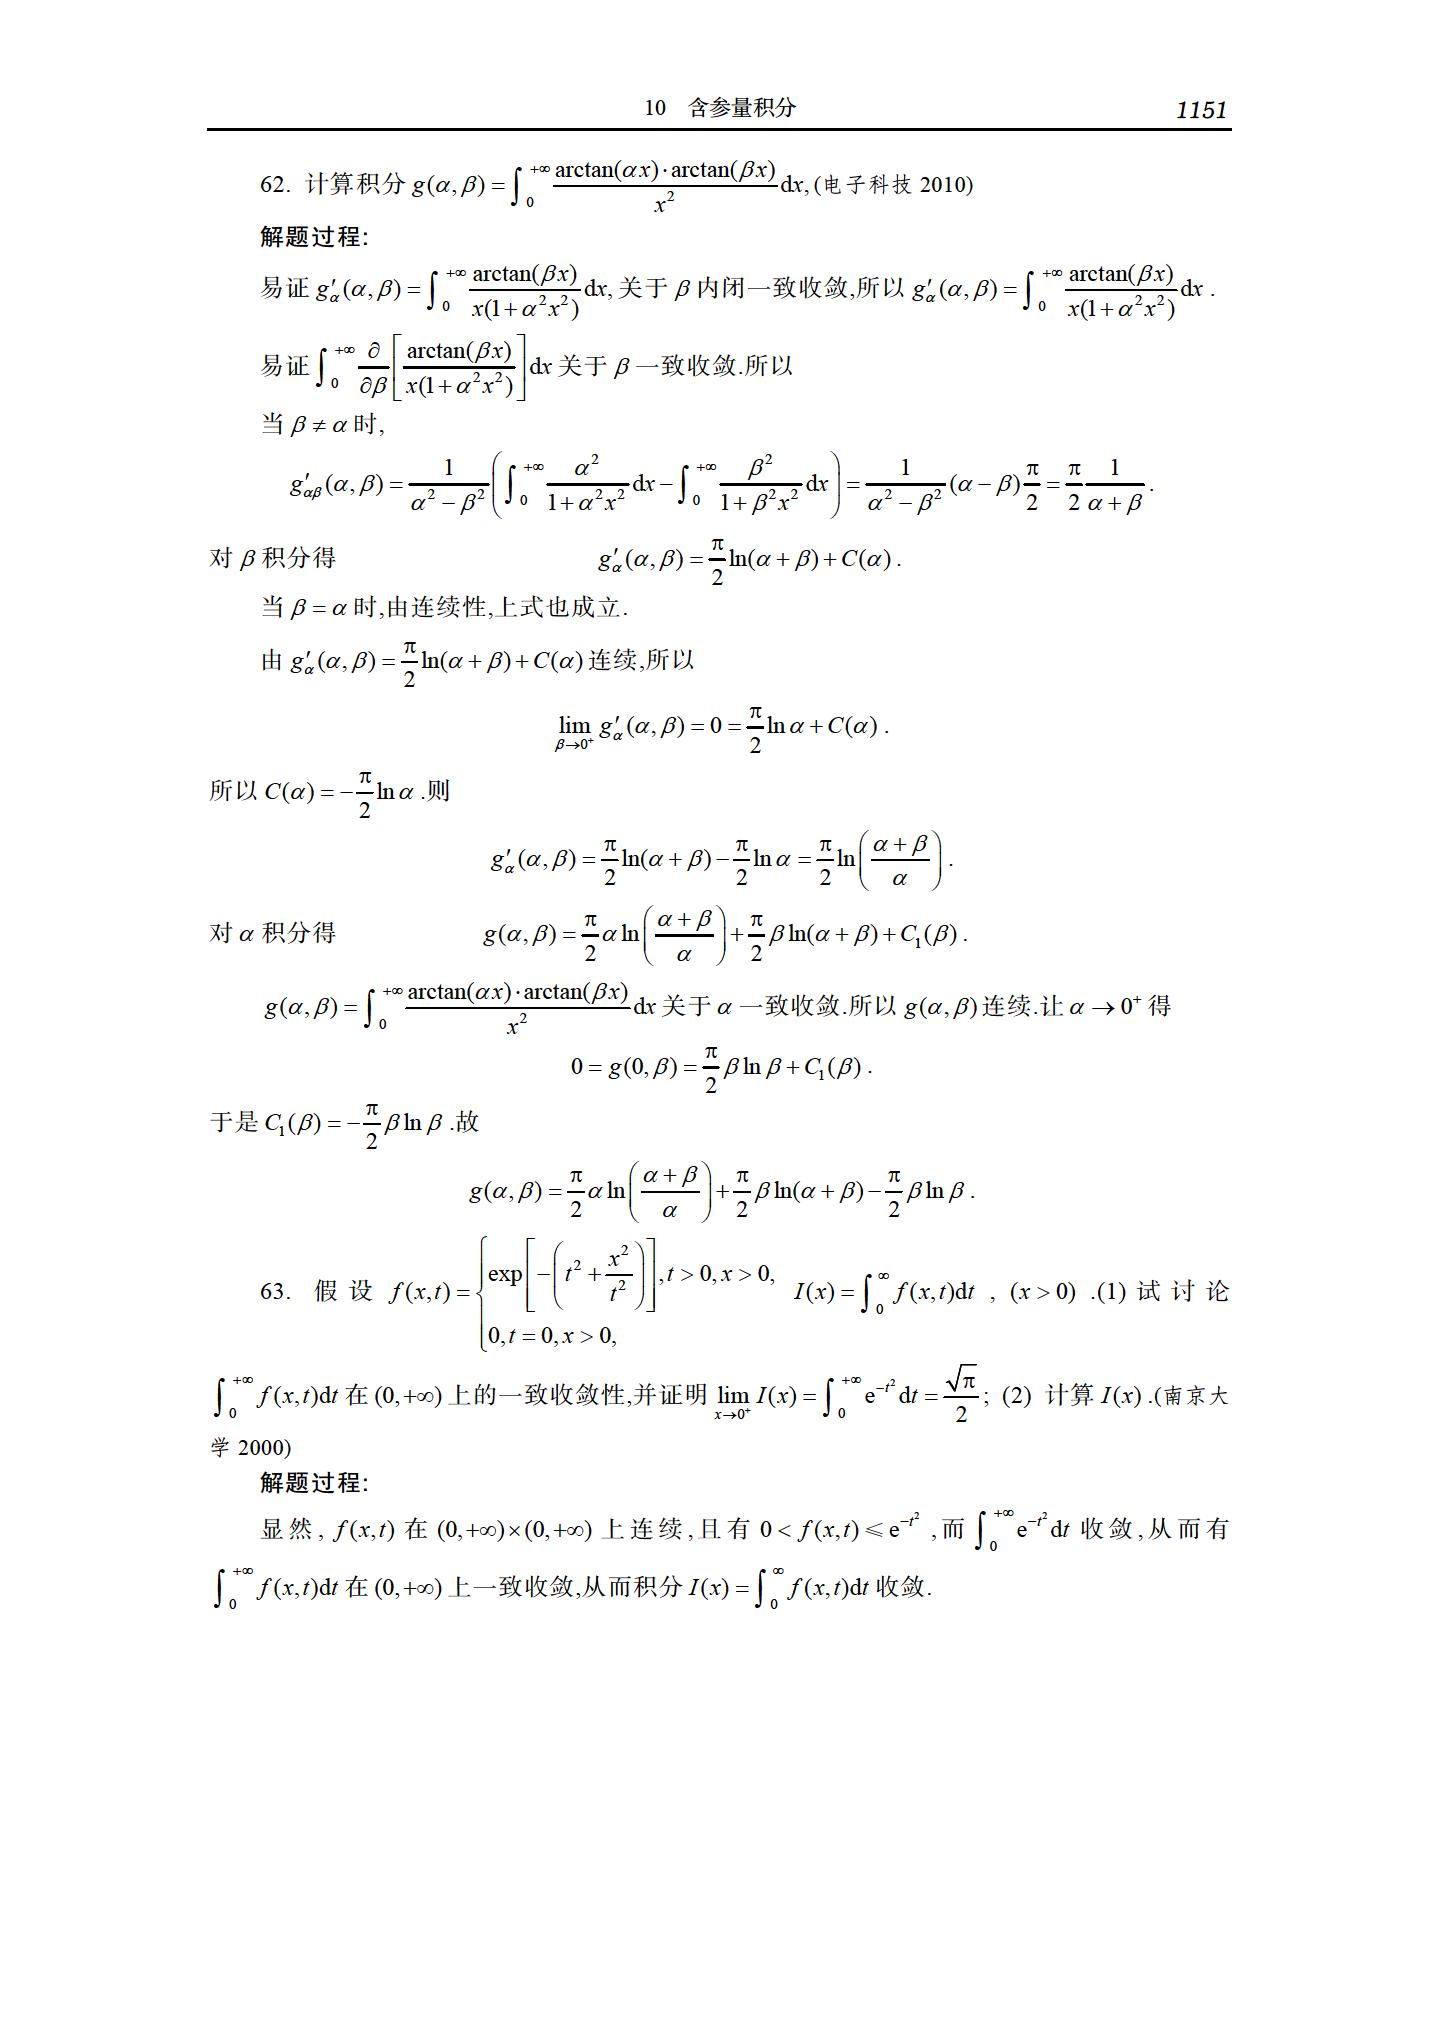 10 含参量积分 1151
62. 计算积分 $g(\alpha,\beta)=\int_0^{+\infty}\frac{\arctan(\alpha x)\cdot\arctan(\beta x)}{x^2}\mathrm{d}x$, (电子科技 2010)
解题过程:
易证 $g'_\alpha(\alpha,\beta)=\int_0^{+\infty}\frac{\arctan(\beta x)}{x(1+\alpha^2x^2)}\mathrm{d}x$, 关于 $\beta$ 内闭一致收敛,所以 $g'_\alpha(\alpha,\beta)=\int_0^{+\infty}\frac{\arctan(\beta x)}{x(1+\alpha^2x^2)}\mathrm{d}x$ .
易证 $\int_0^{+\infty}\frac{\partial}{\partial\beta}\left[\frac{\arctan(\beta x)}{x(1+\alpha^2x^2)}\right]\mathrm{d}x$ 关于 $\beta$ 一致收敛.所以
当 $\beta\neq\alpha$ 时,
$g'_{\alpha\beta}(\alpha,\beta)=\frac{1}{\alpha^2-\beta^2}\left(\int_0^{+\infty}\frac{\alpha^2}{1+\alpha^2x^2}\mathrm{d}x-\int_0^{+\infty}\frac{\beta^2}{1+\beta^2x^2}\mathrm{d}x\right)=\frac{1}{\alpha^2-\beta^2}(\alpha-\beta)\frac{\pi}{2}=\frac{\pi}{2}\frac{1}{\alpha+\beta}$.
对 $\beta$ 积分得 $g'_\alpha(\alpha,\beta)=\frac{\pi}{2}\ln(\alpha+\beta)+C(\alpha)$ .
当 $\beta=\alpha$ 时,由连续性,上式也成立.
由 $g'_\alpha(\alpha,\beta)=\frac{\pi}{2}\ln(\alpha+\beta)+C(\alpha)$ 连续,所以
$\lim_{\beta\to0^+}g'_\alpha(\alpha,\beta)=0=\frac{\pi}{2}\ln\alpha+C(\alpha)$ .
所以 $C(\alpha)=-\frac{\pi}{2}\ln\alpha$ .则
$g'_\alpha(\alpha,\beta)=\frac{\pi}{2}\ln(\alpha+\beta)-\frac{\pi}{2}\ln\alpha=\frac{\pi}{2}\ln\left(\frac{\alpha+\beta}{\alpha}\right)$ .
对 $\alpha$ 积分得 $g(\alpha,\beta)=\frac{\pi}{2}\alpha\ln\left(\frac{\alpha+\beta}{\alpha}\right)+\frac{\pi}{2}\beta\ln(\alpha+\beta)+C_1(\beta)$ .
$g(\alpha,\beta)=\int_0^{+\infty}\frac{\arctan(\alpha x)\cdot\arctan(\beta x)}{x^2}\mathrm{d}x$ 关于 $\alpha$ 一致收敛.所以 $g(\alpha,\beta)$ 连续.让 $\alpha\to0^+$ 得
$0=g(0,\beta)=\frac{\pi}{2}\beta\ln\beta+C_1(\beta)$ .
于是 $C_1(\beta)=-\frac{\pi}{2}\beta\ln\beta$ .故
$g(\alpha,\beta)=\frac{\pi}{2}\alpha\ln\left(\frac{\alpha+\beta}{\alpha}\right)+\frac{\pi}{2}\beta\ln(\alpha+\beta)-\frac{\pi}{2}\beta\ln\beta$ .
63. 假设 $f(x,t)=\begin{cases}\exp\left[-\left(t^2+\frac{x^2}{t^2}\right)\right],t>0,x>0,\\0,t=0,x>0,\end{cases}$ $I(x)=\int_0^{\infty}f(x,t)\mathrm{d}t$ , $(x>0)$ .(1) 试讨论
$\int_0^{+\infty}f(x,t)\mathrm{d}t$ 在 $(0,+\infty)$ 上的一致收敛性,并证明 $\lim_{x\to0^+}I(x)=\int_0^{+\infty}\mathrm{e}^{-t^2}\mathrm{d}t=\frac{\sqrt{\pi}}{2}$; (2) 计算 $I(x)$ .(南京大
学 2000)
解题过程:
显然, $f(x,t)$ 在 $(0,+\infty)\times(0,+\infty)$ 上连续,且有 $0<f(x,t)\leqslant\mathrm{e}^{-t^2}$ ,而 $\int_0^{+\infty}\mathrm{e}^{-t^2}\mathrm{d}t$ 收敛,从而有
$\int_0^{+\infty}f(x,t)\mathrm{d}t$ 在 $(0,+\infty)$ 上一致收敛,从而积分 $I(x)=\int_0^{\infty}f(x,t)\mathrm{d}t$ 收敛.